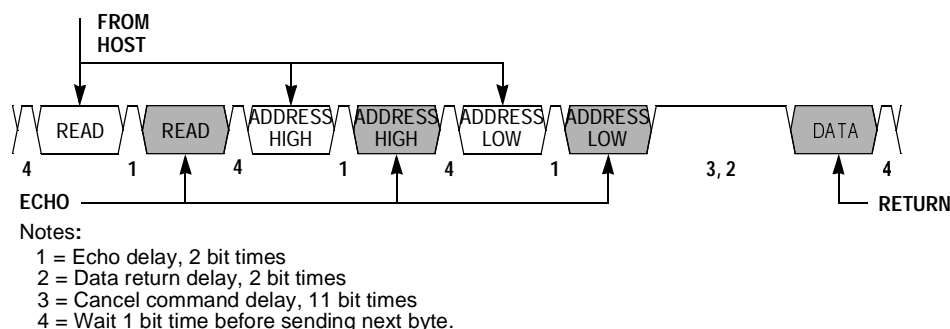 FROM
HOST
READ READ ADDRESS HIGH ADDRESS HIGH ADDRESS LOW ADDRESS LOW DATA
4 1 4 1 4 1 3, 2 4
ECHO RETURN
Notes:
1 = Echo delay, 2 bit times
2 = Data return delay, 2 bit times
3 = Cancel command delay, 11 bit times
4 = Wait 1 bit time before sending next byte.